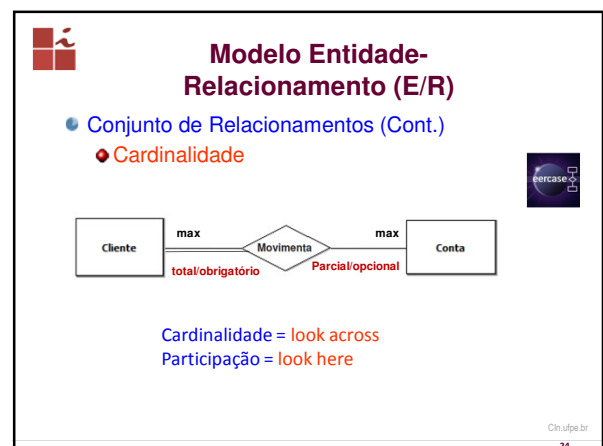 Modelo Entidade-
Relacionamento (E/R)
Conjunto de Relacionamentos (Cont.)
Cardinalidade
eercase
max
max
Cliente
Movimenta
Conta
total/obrigatório
Parcial/opcional
Cardinalidade = look across
Participação = look here
CIn.ufpe.br
24